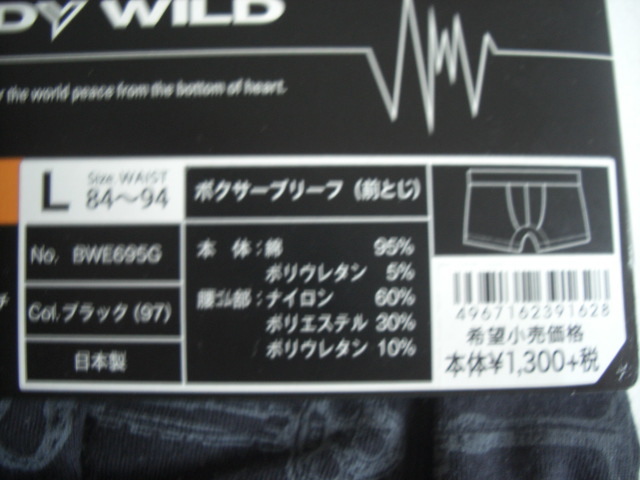 DY WILD
the world peace from the bottom of heart.
L
Size. WAIST
84～94
ボクサーブリーフ (前とじ)
No. BWE695G
Col.ブラック(97)
日本製
本 体:綿 95%
ポリウレタン 5%
腰ゴム部:ナイロン 60%
ポリエステル 30%
ポリウレタン 10%
4967162391628
希望小売価格
本体¥1,300+税
チ